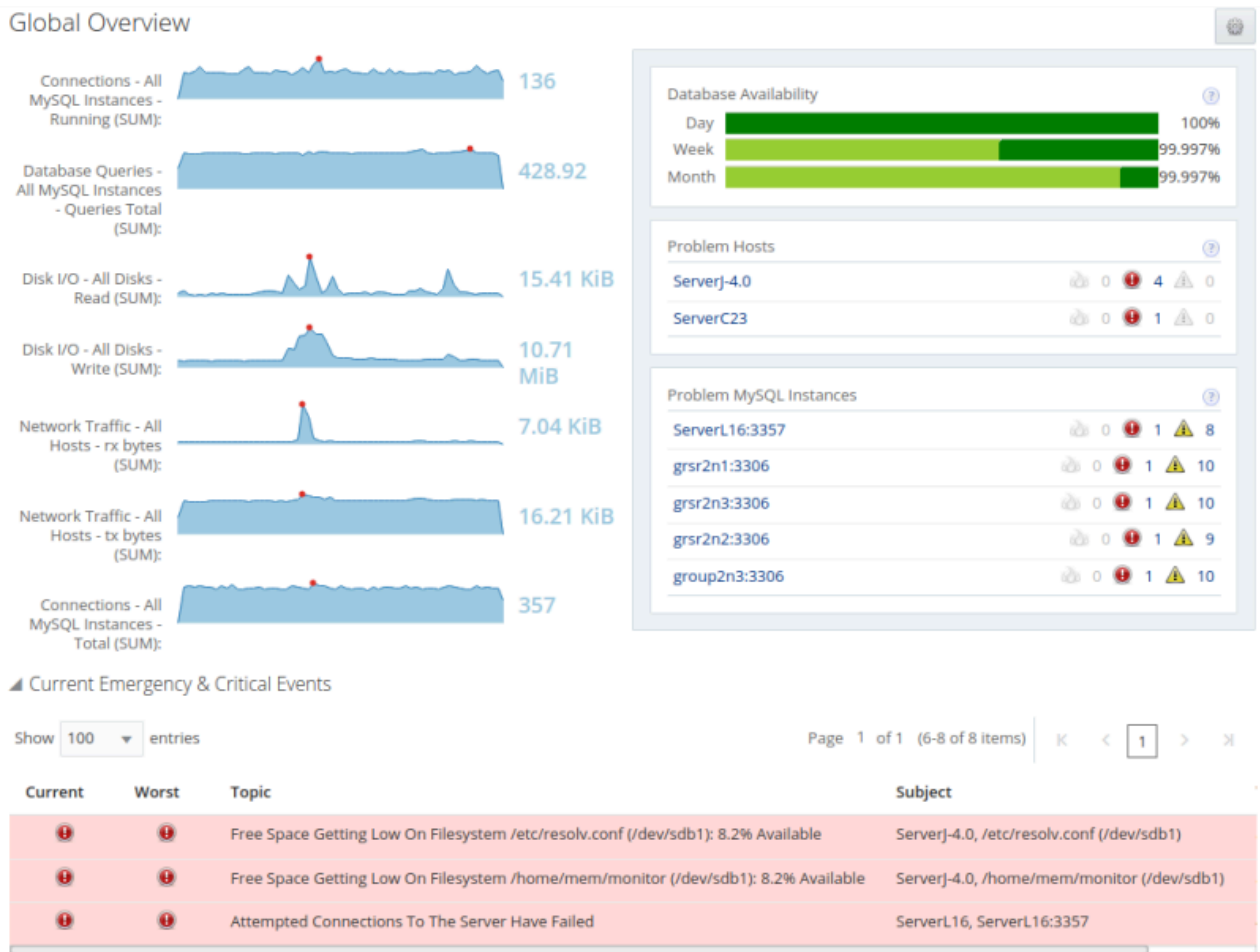 Global Overview
Connections - All
MySQL Instances -
Running (SUM):
136
Database Queries -
All MySQL Instances
- Queries Total
(SUM):
428.92
Disk I/O - All Disks -
Read (SUM):
15.41 KiB
Disk I/O - All Disks -
Write (SUM):
10.71
MiB
Network Traffic - All
Hosts - rx bytes
(SUM):
7.04 KiB
Network Traffic - All
Hosts - tx bytes
(SUM):
16.21 KiB
Connections - All
MySQL Instances -
Total (SUM):
357
Database Availability ?
Day 100%
Week 99.997%
Month 99.997%
Problem Hosts ?
ServerJ-4.0 0 4 0
ServerC23 0 1 0
Problem MySQL Instances ?
ServerL16:3357 0 1 8
grsr2n1:3306 0 1 10
grsr2n3:3306 0 1 10
grsr2n2:3306 0 1 9
group2n3:3306 0 1 10
Current Emergency & Critical Events
Show 100 entries Page 1 of 1 (6-8 of 8 items) 1
Current Worst Topic Subject
Free Space Getting Low On Filesystem /etc/resolv.conf (/dev/sdb1): 8.2% Available ServerJ-4.0, /etc/resolv.conf (/dev/sdb1)
Free Space Getting Low On Filesystem /home/mem/monitor (/dev/sdb1): 8.2% Available ServerJ-4.0, /home/mem/monitor (/dev/sdb1)
Attempted Connections To The Server Have Failed ServerL16, ServerL16:3357